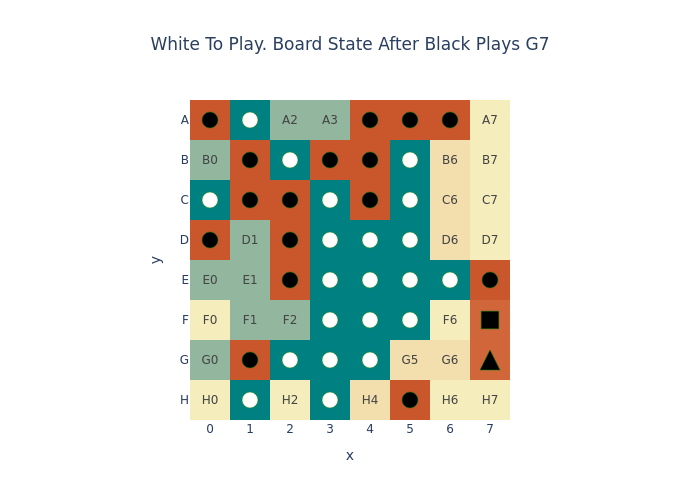 White To Play. Board State After Black Plays G7
A A2 A3 A7
B B0 B6 B7
C C6 C7
D D1 D6 D7
E E0 E1
F F0 F1 F2 F6
G G0 G5 G6
H H0 H2 H4 H6 H7
0 1 2 3 4 5 6 7
x
y